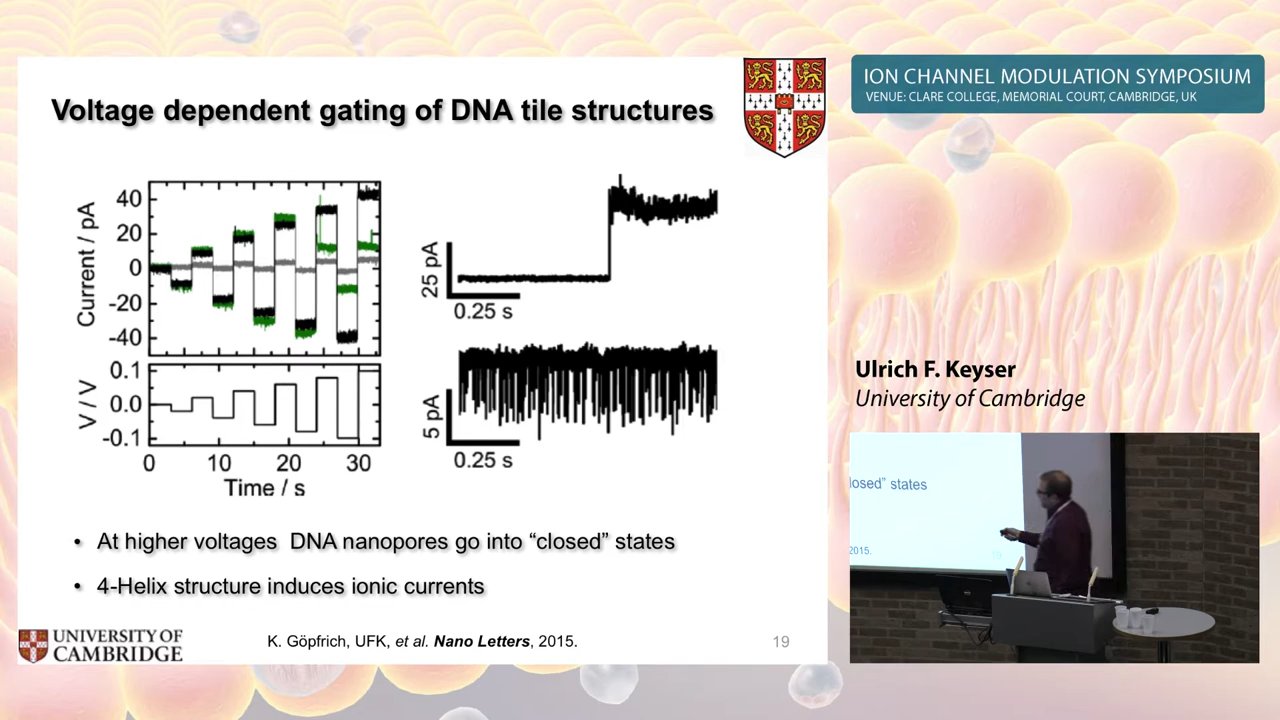 Voltage dependent gating of DNA tile structures
Current / pA
40
20
0
-20
-40
V / V
0.1
0.0
-0.1
0 10 20 30
Time / s
25 pA
0.25 s
5 pA
0.25 s
• At higher voltages DNA nanopores go into “closed” states
• 4-Helix structure induces ionic currents
UNIVERSITY OF
CAMBRIDGE
K. Göpfrich, UFK, et al. Nano Letters, 2015.
19
ION CHANNEL MODULATION SYMPOSIUM
VENUE: CLARE COLLEGE, MEMORIAL COURT, CAMBRIDGE, UK
Ulrich F. Keyser
University of Cambridge
losed” states
2015.
19